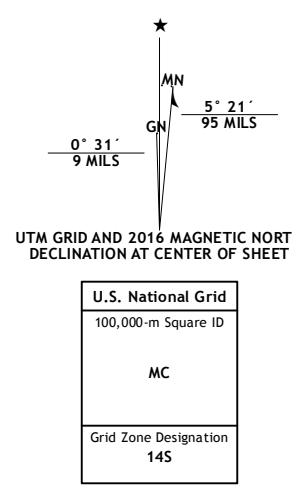 MN
5° 21´
95 MILS
GN
0° 31´
9 MILS
UTM GRID AND 2016 MAGNETIC NORT
DECLINATION AT CENTER OF SHEET
U.S. National Grid
100,000-m Square ID
MC
Grid Zone Designation
14S